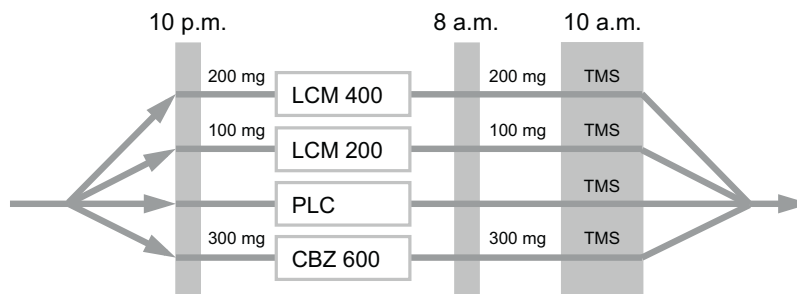 10 p.m. 8 a.m. 10 a.m.
200 mg LCM 400 200 mg TMS
100 mg LCM 200 100 mg TMS
PLC TMS
300 mg CBZ 600 300 mg TMS